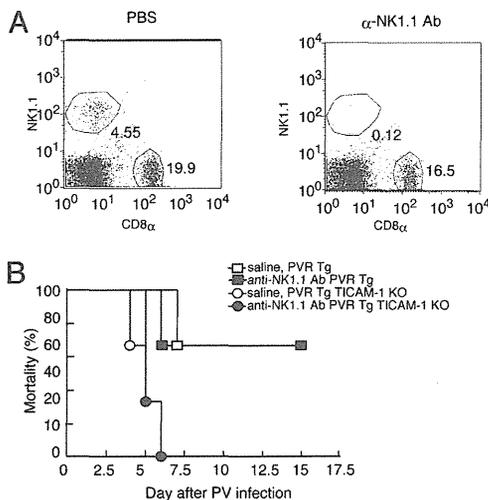 A
PBS
α-NK1.1 Ab
10⁴
10³
10²
10¹
10⁰
NK1.1
4.55
19.9
10⁰ 10¹ 10² 10³ 10⁴
CD8α
10⁴
10³
10²
10¹
10⁰
NK1.1
0.12
16.5
10⁰ 10¹ 10² 10³ 10⁴
CD8α
B
saline, PVR Tg
anti-NK1.1 Ab PVR Tg
saline, PVR Tg TICAM-1 KO
anti-NK1.1 Ab PVR Tg TICAM-1 KO
100
80
60
40
20
0
Mortality (%)
0 2.5 5 7.5 10 12.5 15 17.5
Day after PV infection